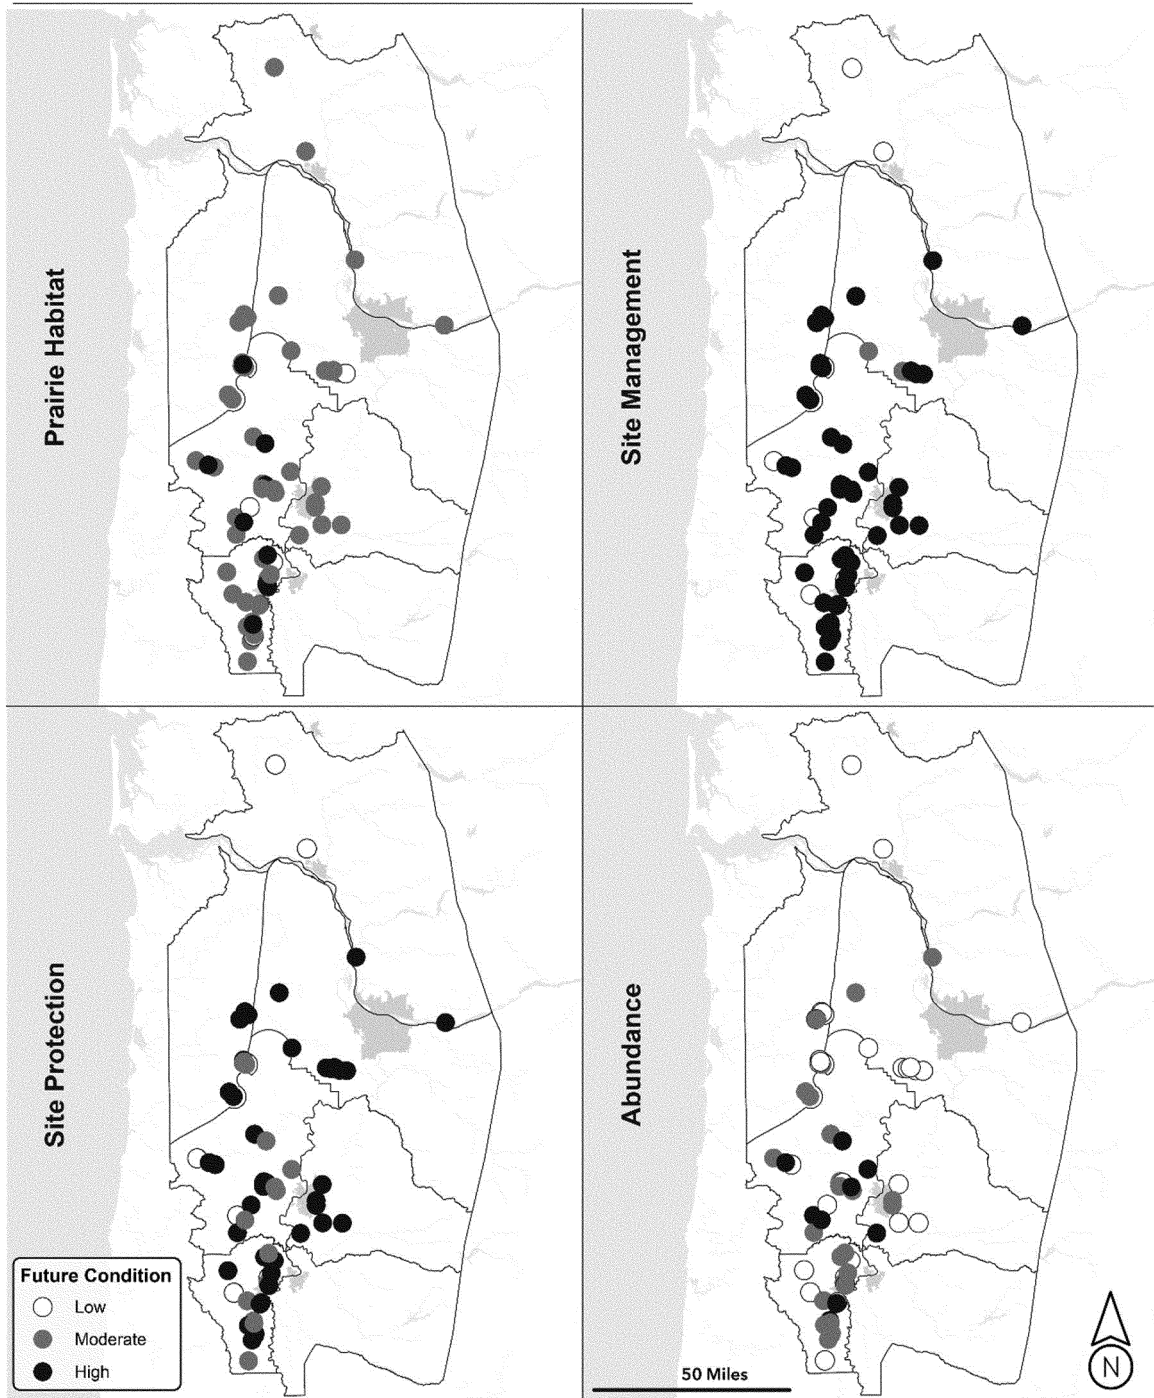 Prairie Habitat
Site Management
Site Protection
Abundance
Future Condition
Low
Moderate
High
50 Miles
N